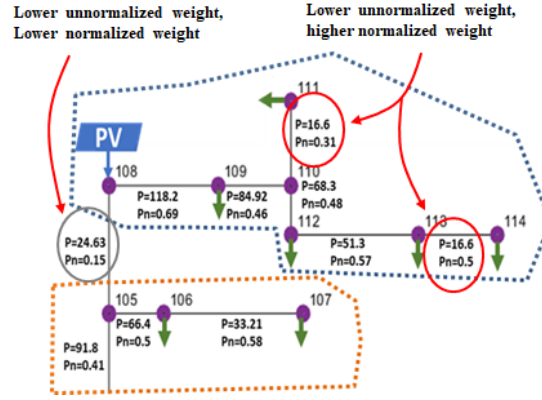 Lower unnormalized weight,
Lower normalized weight
Lower unnormalized weight,
higher normalized weight
111
P=16.6
Pn=0.31
PV
108
109
110
P=118.2
Pn=0.69
P=84.92
Pn=0.46
P=68.3
Pn=0.48
112
113
114
P=24.63
Pn=0.15
P=51.3
Pn=0.57
P=16.6
Pn=0.5
105
106
107
P=66.4
Pn=0.5
P=33.21
Pn=0.58
P=91.8
Pn=0.41